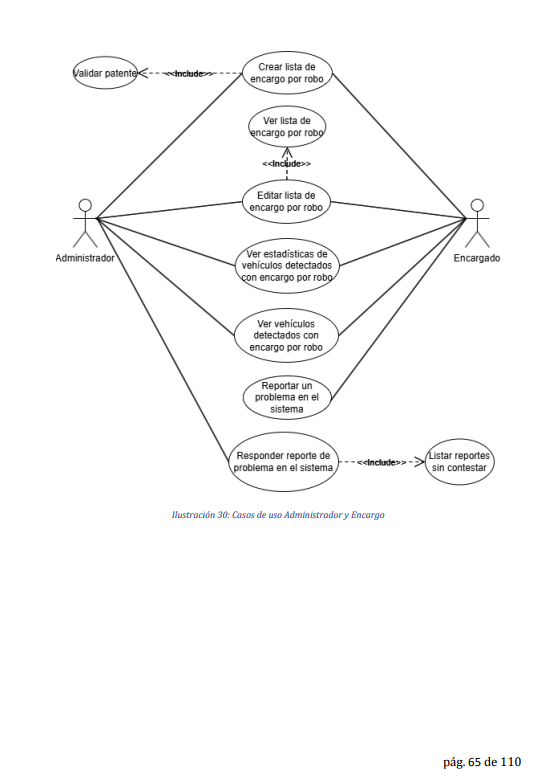 Crear lista de
encargo por robo
Validar patente
<<Include>>
Ver lista de
encargo por robo
<<Include>>
Editar lista de
encargo por robo
Administrador
Encargado
Ver estadísticas de
vehículos detectados
con encargo por robo
Ver vehículos
detectados con
encargo por robo
Reportar un
problema en el
sistema
Responder reporte de
problema en el sistema
<<Include>>
Listar reportes
sin contestar
Ilustración 30: Casos de uso Administrador y Encargo
pág. 65 de 110